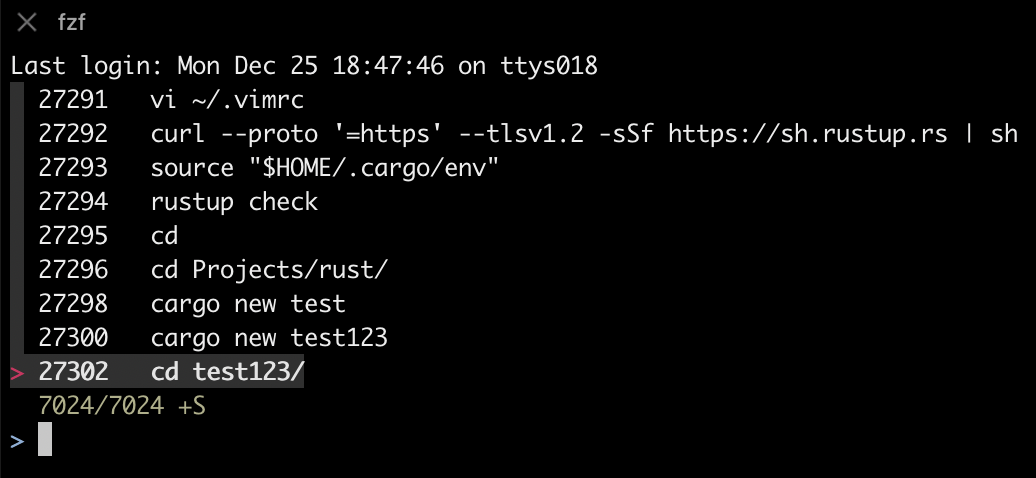 fzf
Last login: Mon Dec 25 18:47:46 on ttys018
27291   vi ~/.vimrc
27292   curl --proto '=https' --tlsv1.2 -sSf https://sh.rustup.rs | sh
27293   source "$HOME/.cargo/env"
27294   rustup check
27295   cd
27296   cd Projects/rust/
27298   cargo new test
27300   cargo new test123
> 27302   cd test123/
7024/7024 +S
>